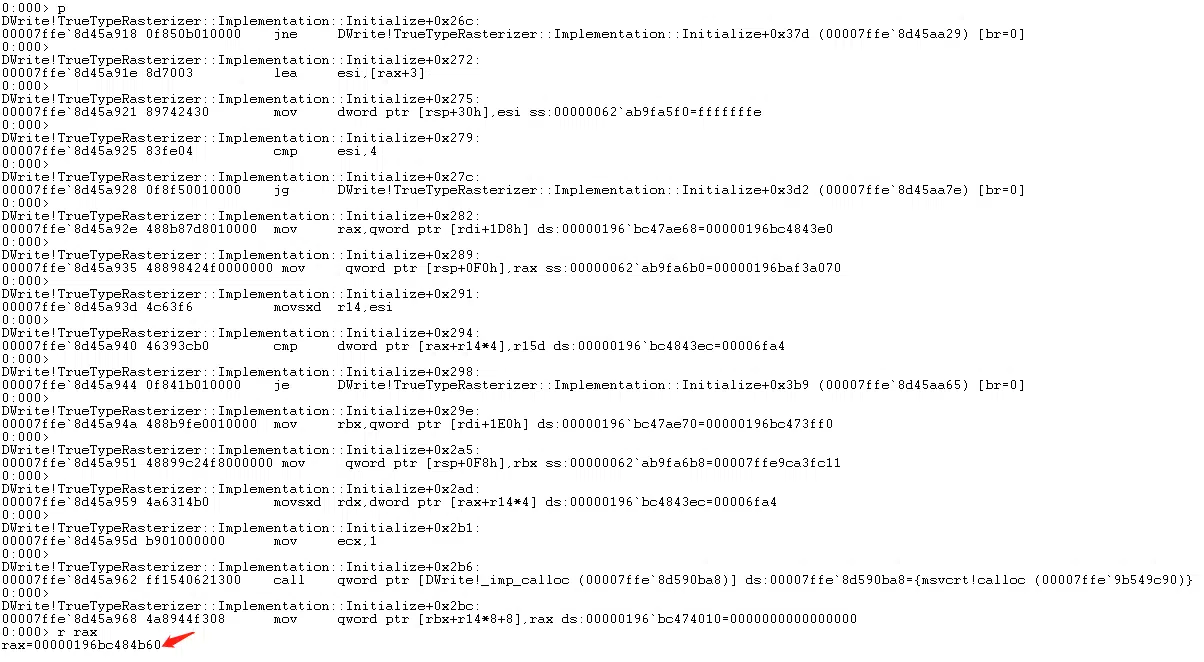 0:000> p
DWrite!TrueTypeRasterizer::Implementation::Initialize+0x26c:
00007ffe`8d45a918 0f850b010000    jne     DWrite!TrueTypeRasterizer::Implementation::Initialize+0x37d (00007ffe`8d45aa29) [br=0]
0:000>
DWrite!TrueTypeRasterizer::Implementation::Initialize+0x272:
00007ffe`8d45a91e 8d7003          lea     esi,[rax+3]
0:000>
DWrite!TrueTypeRasterizer::Implementation::Initialize+0x275:
00007ffe`8d45a921 89742430        mov     dword ptr [rsp+30h],esi ss:00000062`ab9fa5f0=fffffffe
0:000>
DWrite!TrueTypeRasterizer::Implementation::Initialize+0x279:
00007ffe`8d45a925 83fe04          cmp     esi,4
0:000>
DWrite!TrueTypeRasterizer::Implementation::Initialize+0x27c:
00007ffe`8d45a928 0f8f50010000    jg      DWrite!TrueTypeRasterizer::Implementation::Initialize+0x3d2 (00007ffe`8d45aa7e) [br=0]
0:000>
DWrite!TrueTypeRasterizer::Implementation::Initialize+0x282:
00007ffe`8d45a92e 488b87d8010000  mov     rax,qword ptr [rdi+1D8h] ds:00000196`bc47ae68=00000196bc4843e0
0:000>
DWrite!TrueTypeRasterizer::Implementation::Initialize+0x289:
00007ffe`8d45a935 48898424f0000000 mov     qword ptr [rsp+0F0h],rax ss:00000062`ab9fa6b0=00000196baf3a070
0:000>
DWrite!TrueTypeRasterizer::Implementation::Initialize+0x291:
00007ffe`8d45a93d 4c63f6          movsxd  r14,esi
0:000>
DWrite!TrueTypeRasterizer::Implementation::Initialize+0x294:
00007ffe`8d45a940 46393cb0        cmp     dword ptr [rax+r14*4],r15d ds:00000196`bc4843ec=00006fa4
0:000>
DWrite!TrueTypeRasterizer::Implementation::Initialize+0x298:
00007ffe`8d45a944 0f841b010000    je      DWrite!TrueTypeRasterizer::Implementation::Initialize+0x3b9 (00007ffe`8d45aa65) [br=0]
0:000>
DWrite!TrueTypeRasterizer::Implementation::Initialize+0x29e:
00007ffe`8d45a94a 488b9fe0010000  mov     rbx,qword ptr [rdi+1E0h] ds:00000196`bc47ae70=00000196bc473ff0
0:000>
DWrite!TrueTypeRasterizer::Implementation::Initialize+0x2a5:
00007ffe`8d45a951 48899c24f8000000 mov     qword ptr [rsp+0F8h],rbx ss:00000062`ab9fa6b8=00007ffe9ca3fc11
0:000>
DWrite!TrueTypeRasterizer::Implementation::Initialize+0x2ad:
00007ffe`8d45a959 4a6314b0        movsxd  rdx,dword ptr [rax+r14*4] ds:00000196`bc4843ec=00006fa4
0:000>
DWrite!TrueTypeRasterizer::Implementation::Initialize+0x2b1:
00007ffe`8d45a95d b901000000      mov     ecx,1
0:000>
DWrite!TrueTypeRasterizer::Implementation::Initialize+0x2b6:
00007ffe`8d45a962 ff1540621300    call    qword ptr [DWrite!_imp_calloc (00007ffe`8d590ba8)] ds:00007ffe`8d590ba8={msvcrt!calloc (00007ffe`9b549c90)}
0:000>
DWrite!TrueTypeRasterizer::Implementation::Initialize+0x2bc:
00007ffe`8d45a968 4a8944f308      mov     qword ptr [rbx+r14*8+8],rax ds:00000196`bc474010=0000000000000000
0:000> r rax
rax=00000196bc484b60